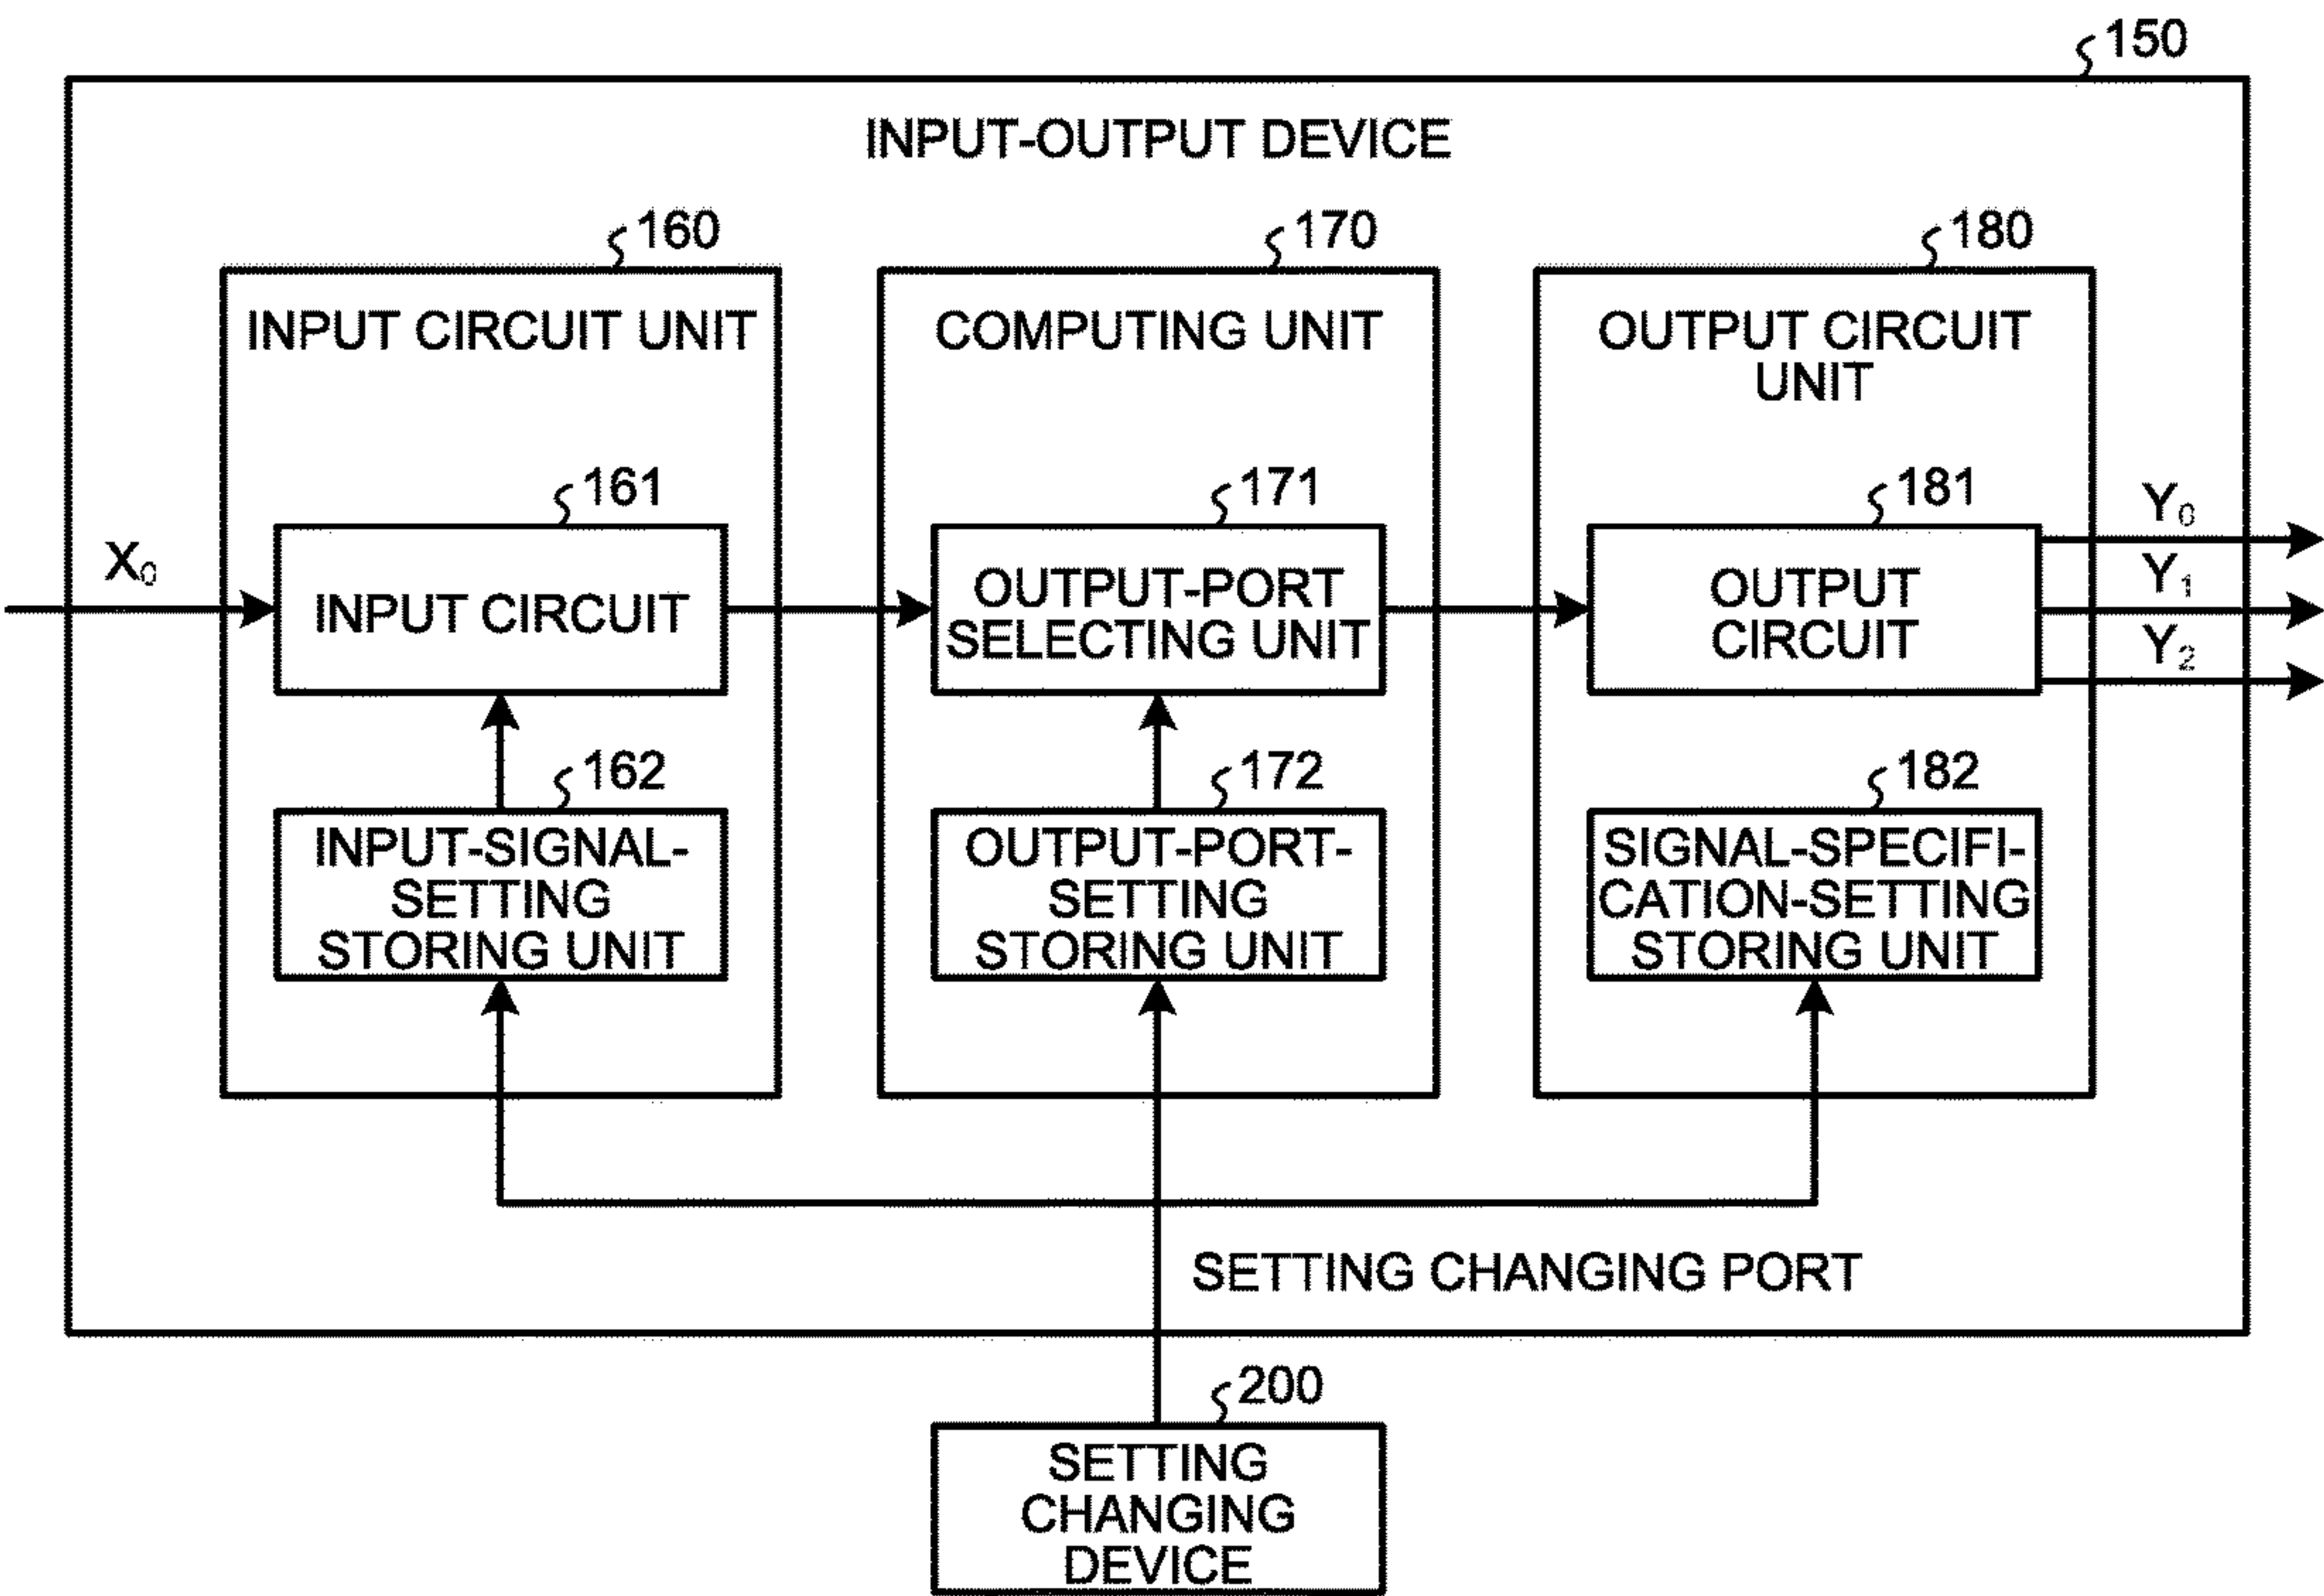 150
INPUT-OUTPUT DEVICE
160
170
180
INPUT CIRCUIT UNIT
COMPUTING UNIT
OUTPUT CIRCUIT
UNIT
161
171
181
X₀
INPUT CIRCUIT
OUTPUT-PORT
SELECTING UNIT
OUTPUT
CIRCUIT
Y₀
Y₁
Y₂
162
172
182
INPUT-SIGNAL-
SETTING
STORING UNIT
OUTPUT-PORT-
SETTING
STORING UNIT
SIGNAL-SPECIFI-
CATION-SETTING
STORING UNIT
SETTING CHANGING PORT
200
SETTING
CHANGING
DEVICE